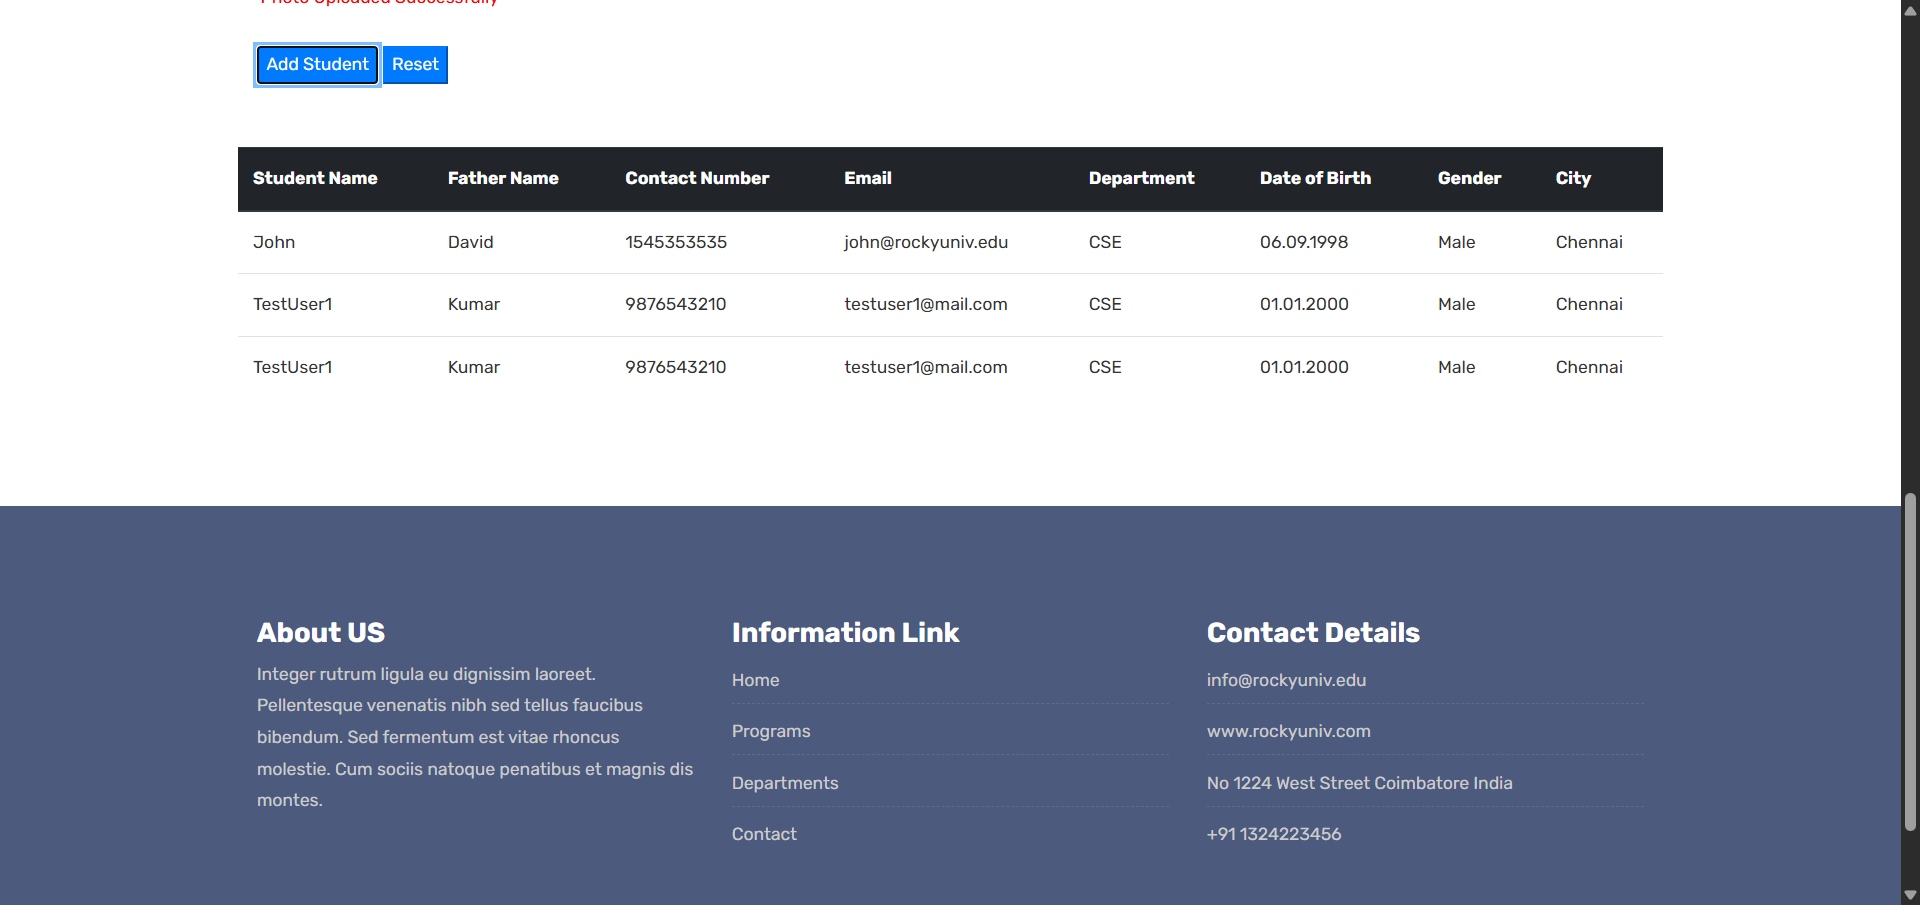 Photo Uploaded Successfully
Add Student Reset
Student Name Father Name Contact Number Email Department Date of Birth Gender City
John David 1545353535 john@rockyuniv.edu CSE 06.09.1998 Male Chennai
TestUser1 Kumar 9876543210 testuser1@mail.com CSE 01.01.2000 Male Chennai
TestUser1 Kumar 9876543210 testuser1@mail.com CSE 01.01.2000 Male Chennai
About US
Integer rutrum ligula eu dignissim laoreet.
Pellentesque venenatis nibh sed tellus faucibus
bibendum. Sed fermentum est vitae rhoncus
molestie. Cum sociis natoque penatibus et magnis dis
montes.
Information Link
Home
Programs
Departments
Contact
Contact Details
info@rockyuniv.edu
www.rockyuniv.com
No 1224 West Street Coimbatore India
+91 1324223456